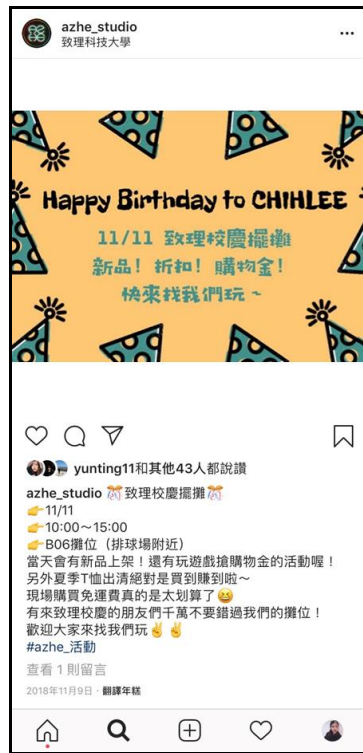 azhe_studio
致理科技大學
Happy Birthday to CHIHLEE
11/11 致理校慶擺攤
新品! 折扣! 購物金!
快來找我們玩 ~
yunting11和其他43人都說讚
azhe_studio 🎊致理校慶擺攤🎊
👉11/11
👉10:00～15:00
👉B06攤位（排球場附近）
當天會有新品上架！還有玩遊戲搶購物金的活動喔！
另外夏季T恤出清絕對是買到賺到啦～
現場購買免運費真的是太划算了😆
有來致理校慶的朋友們千萬不要錯過我們的攤位！
歡迎大家來找我們玩✌️✌️
#azhe_活動
查看 1 則留言
2018年11月9日 · 翻譯年糕